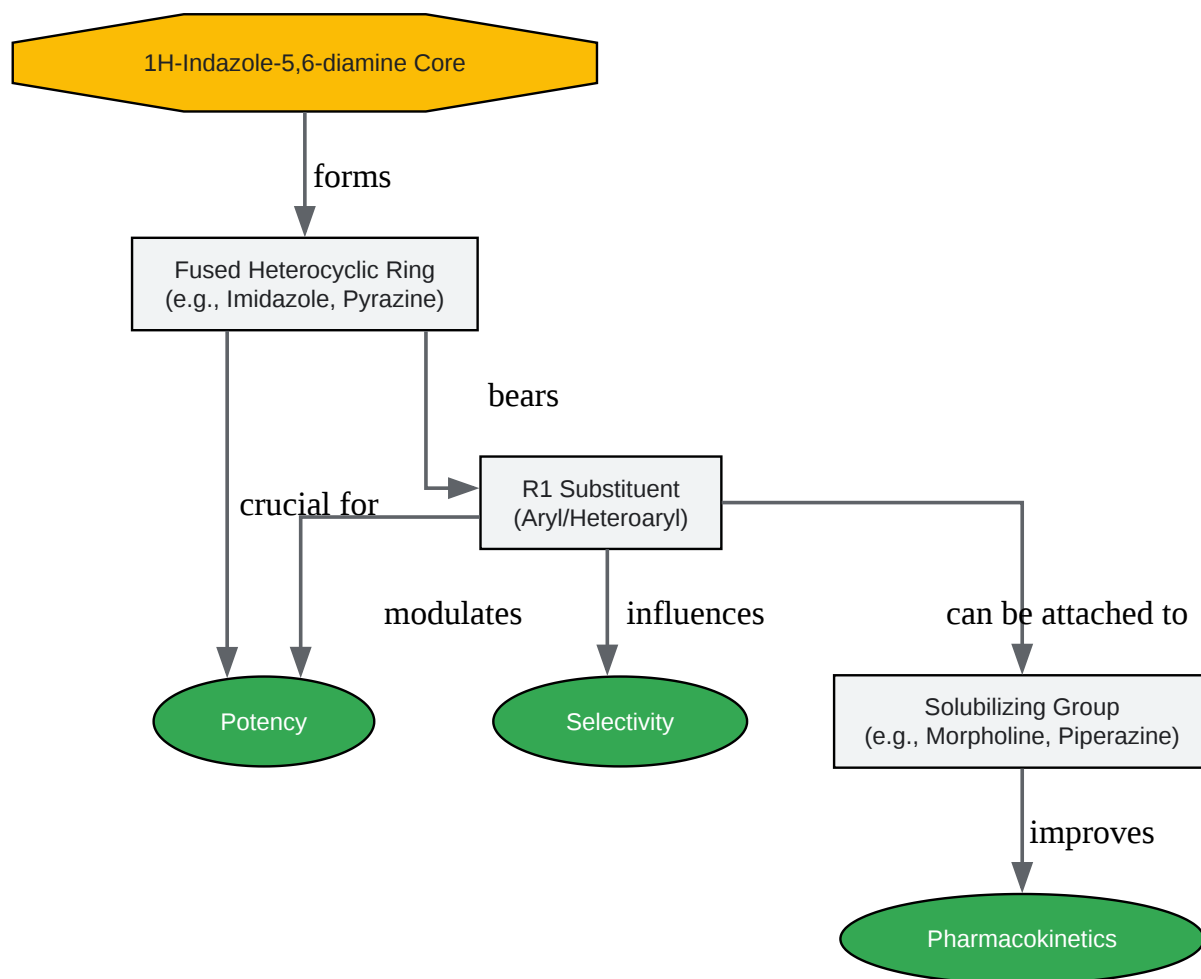 1H-Indazole-5,6-diamine Core
forms
Fused Heterocyclic Ring
(e.g., Imidazole, Pyrazine)
bears
R1 Substituent
(Aryl/Heteroaryl)
crucial for
modulates
influences
can be attached to
Potency
Selectivity
Solubilizing Group
(e.g., Morpholine, Piperazine)
improves
Pharmacokinetics